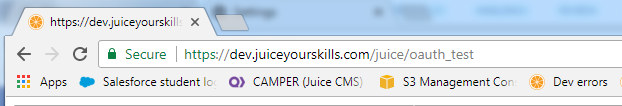 https://dev.juiceyourskills.c
Secure https://dev.juiceyourskills.com/juice/oauth_test
Apps Salesforce student log CAMPER (Juice CMS) S3 Management Con Dev errors